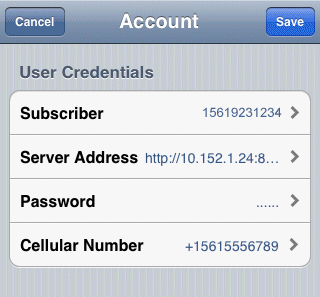 Cancel Account Save
User Credentials
Subscriber 15619231234
Server Address http://10.152.1.24:8...
Password ......
Cellular Number +15615556789